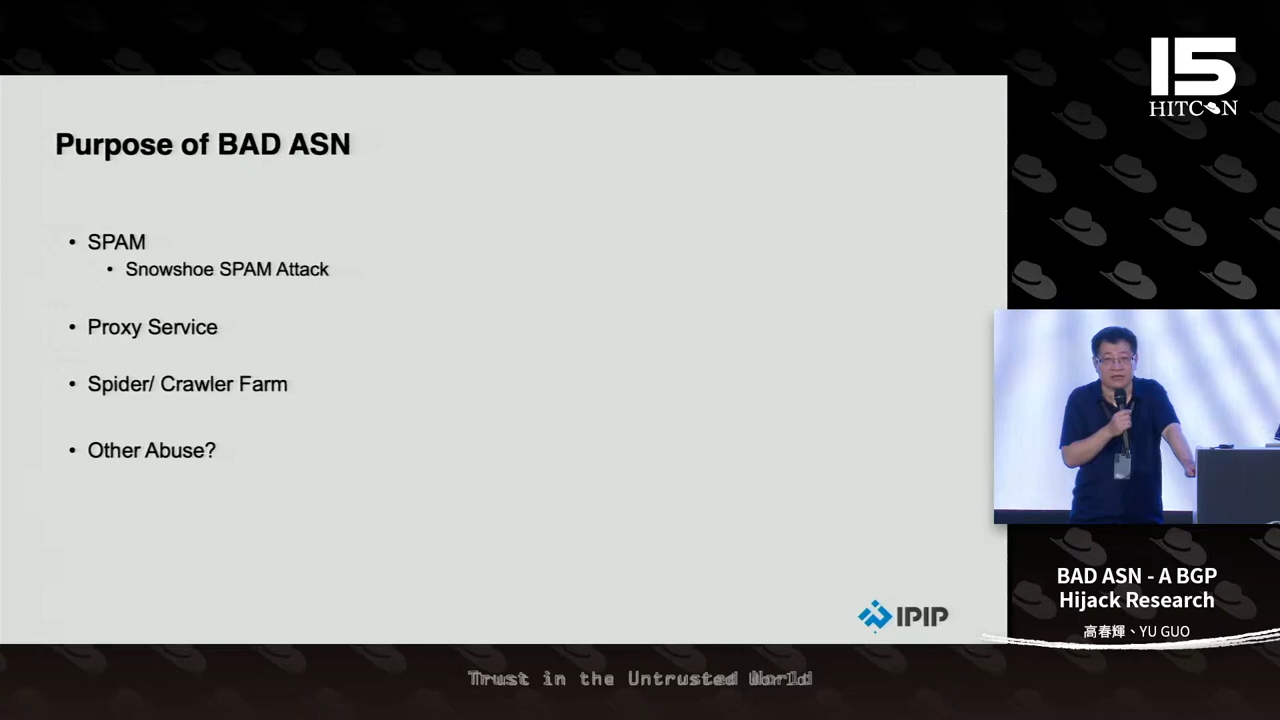 Purpose of BAD ASN
• SPAM
• Snowshoe SPAM Attack
• Proxy Service
• Spider/ Crawler Farm
• Other Abuse?
IPIP
15
HITCON
BAD ASN - A BGP
Hijack Research
高春輝、YU GUO
Trust in the Untrusted World